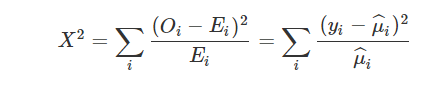 $X^2 = \sum_i \frac{(O_i - E_i)^2}{E_i} = \sum_i \frac{(y_i - \widehat{\mu}_i)^2}{\widehat{\mu}_i}$